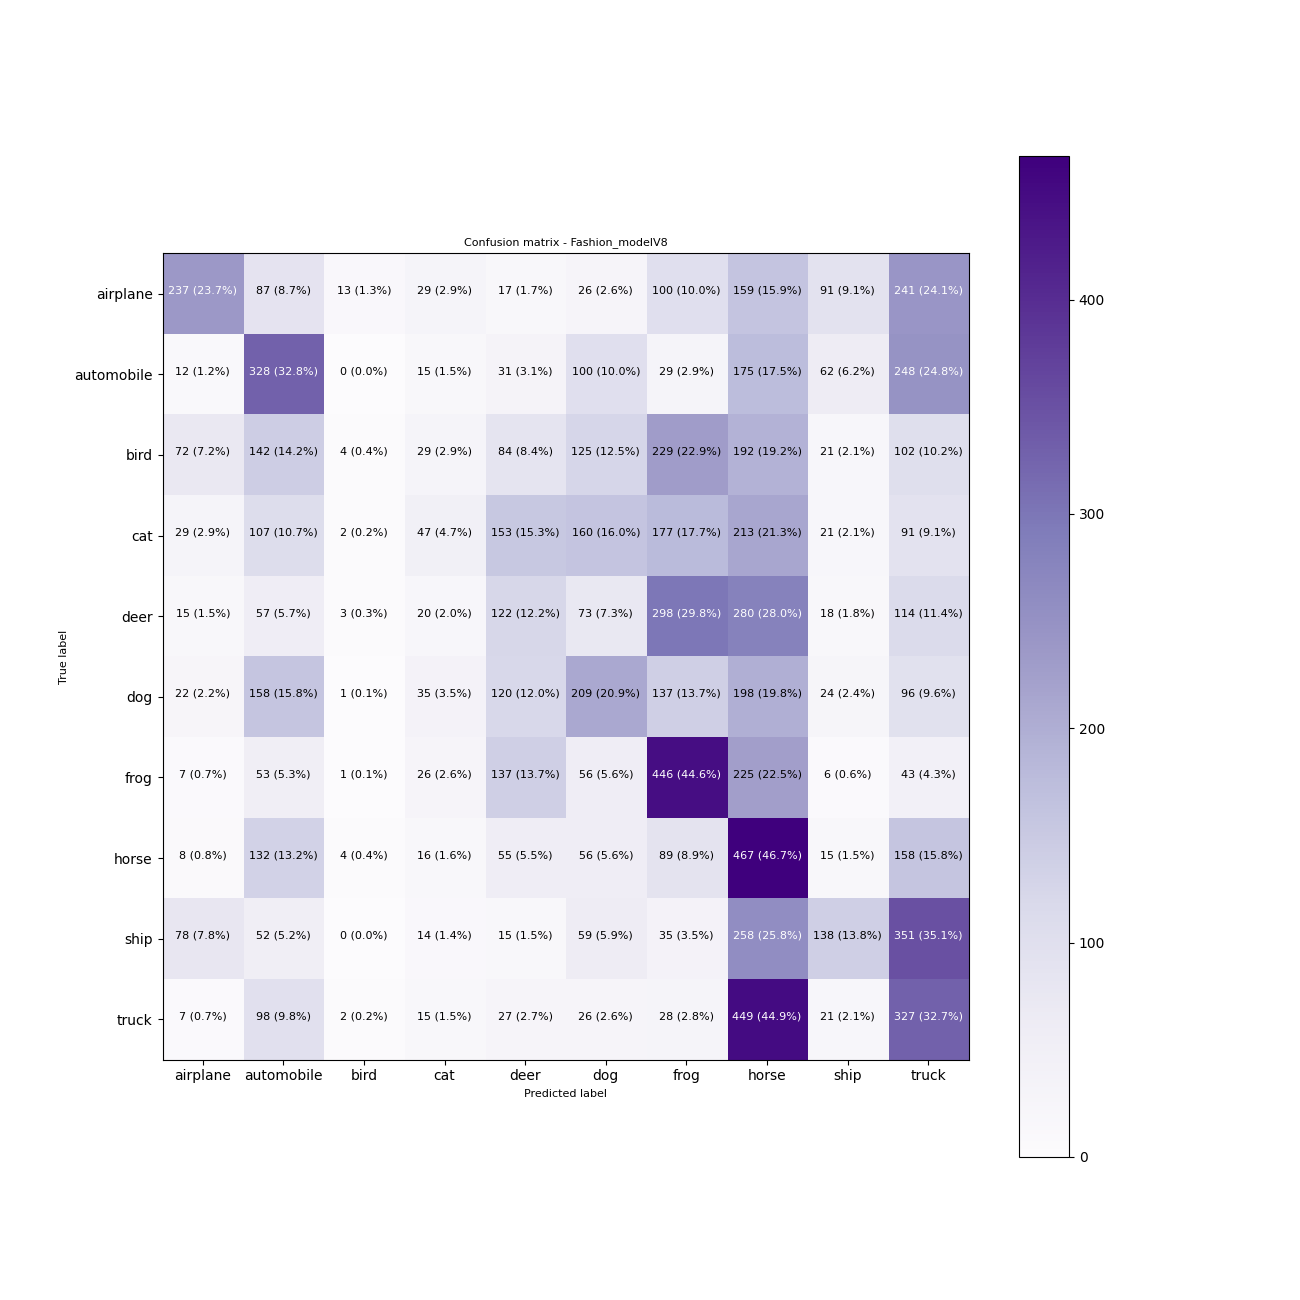 Confusion matrix - Fashion_modelV8
airplane 237 (23.7%) 87 (8.7%) 13 (1.3%) 29 (2.9%) 17 (1.7%) 26 (2.6%) 100 (10.0%) 159 (15.9%) 91 (9.1%) 241 (24.1%)
automobile 12 (1.2%) 328 (32.8%) 0 (0.0%) 15 (1.5%) 31 (3.1%) 100 (10.0%) 29 (2.9%) 175 (17.5%) 62 (6.2%) 248 (24.8%)
bird 72 (7.2%) 142 (14.2%) 4 (0.4%) 29 (2.9%) 84 (8.4%) 125 (12.5%) 229 (22.9%) 192 (19.2%) 21 (2.1%) 102 (10.2%)
cat 29 (2.9%) 107 (10.7%) 2 (0.2%) 47 (4.7%) 153 (15.3%) 160 (16.0%) 177 (17.7%) 213 (21.3%) 21 (2.1%) 91 (9.1%)
deer 15 (1.5%) 57 (5.7%) 3 (0.3%) 20 (2.0%) 122 (12.2%) 73 (7.3%) 298 (29.8%) 280 (28.0%) 18 (1.8%) 114 (11.4%)
dog 22 (2.2%) 158 (15.8%) 1 (0.1%) 35 (3.5%) 120 (12.0%) 209 (20.9%) 137 (13.7%) 198 (19.8%) 24 (2.4%) 96 (9.6%)
frog 7 (0.7%) 53 (5.3%) 1 (0.1%) 26 (2.6%) 137 (13.7%) 56 (5.6%) 446 (44.6%) 225 (22.5%) 6 (0.6%) 43 (4.3%)
horse 8 (0.8%) 132 (13.2%) 4 (0.4%) 16 (1.6%) 55 (5.5%) 56 (5.6%) 89 (8.9%) 467 (46.7%) 15 (1.5%) 158 (15.8%)
ship 78 (7.8%) 52 (5.2%) 0 (0.0%) 14 (1.4%) 15 (1.5%) 59 (5.9%) 35 (3.5%) 258 (25.8%) 138 (13.8%) 351 (35.1%)
truck 7 (0.7%) 98 (9.8%) 2 (0.2%) 15 (1.5%) 27 (2.7%) 26 (2.6%) 28 (2.8%) 449 (44.9%) 21 (2.1%) 327 (32.7%)
airplane automobile bird cat deer dog frog horse ship truck
Predicted label
True label
400
300
200
100
0